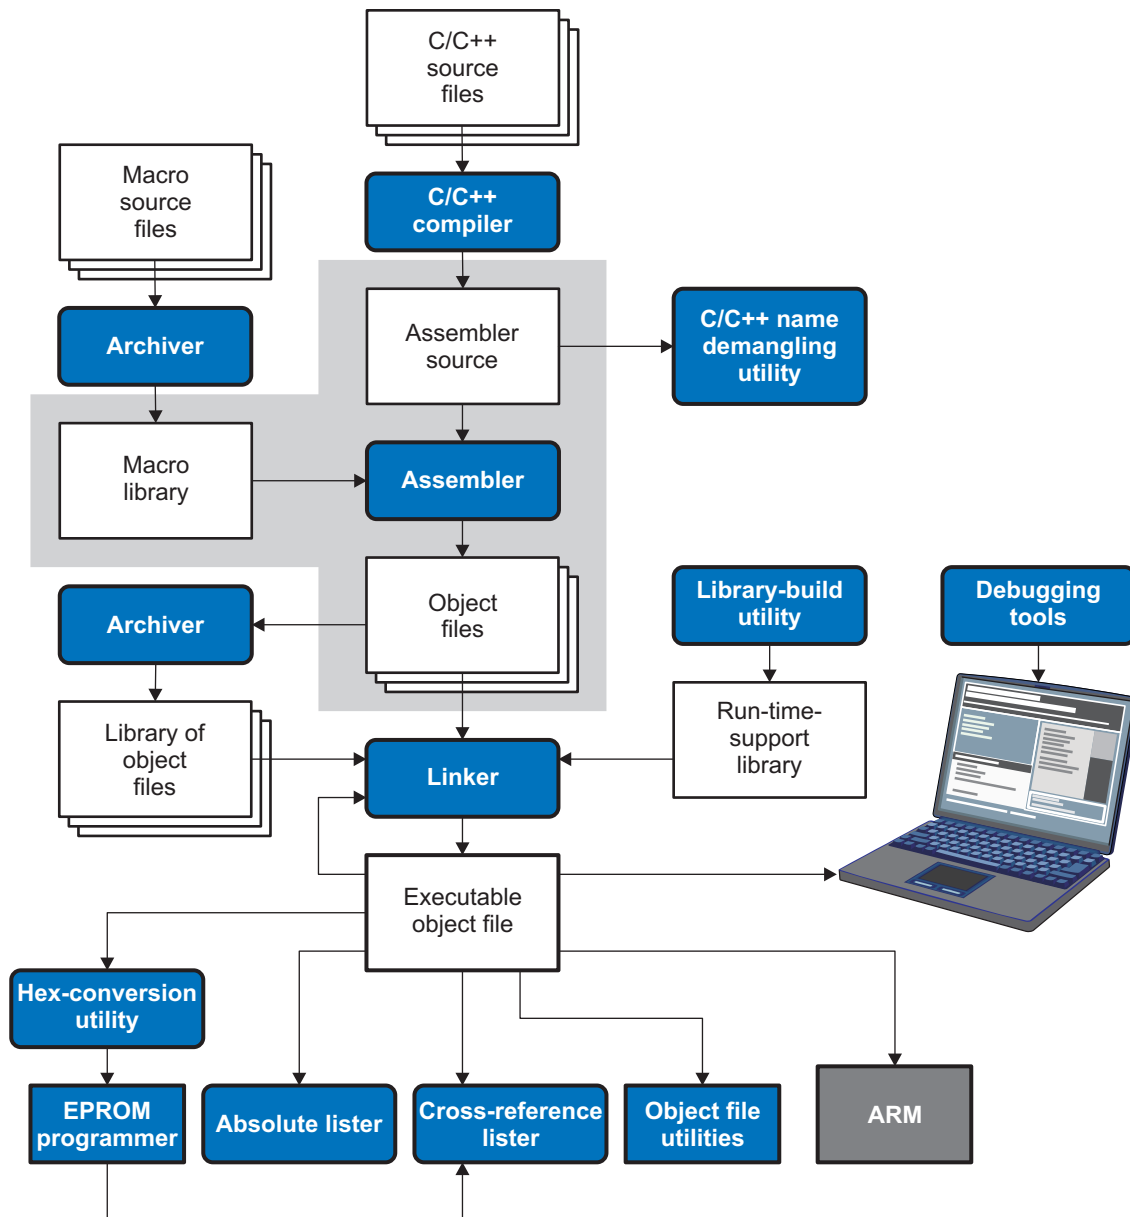 C/C++
source
files
Macro
source
files
C/C++
compiler
Archiver
Assembler
source
C/C++ name
demangling
utility
Macro
library
Assembler
Archiver
Object
files
Library-build
utility
Debugging
tools
Library of
object
files
Linker
Run-time-
support
library
Executable
object file
Hex-conversion
utility
EPROM
programmer
Absolute lister
Cross-reference
lister
Object file
utilities
ARM